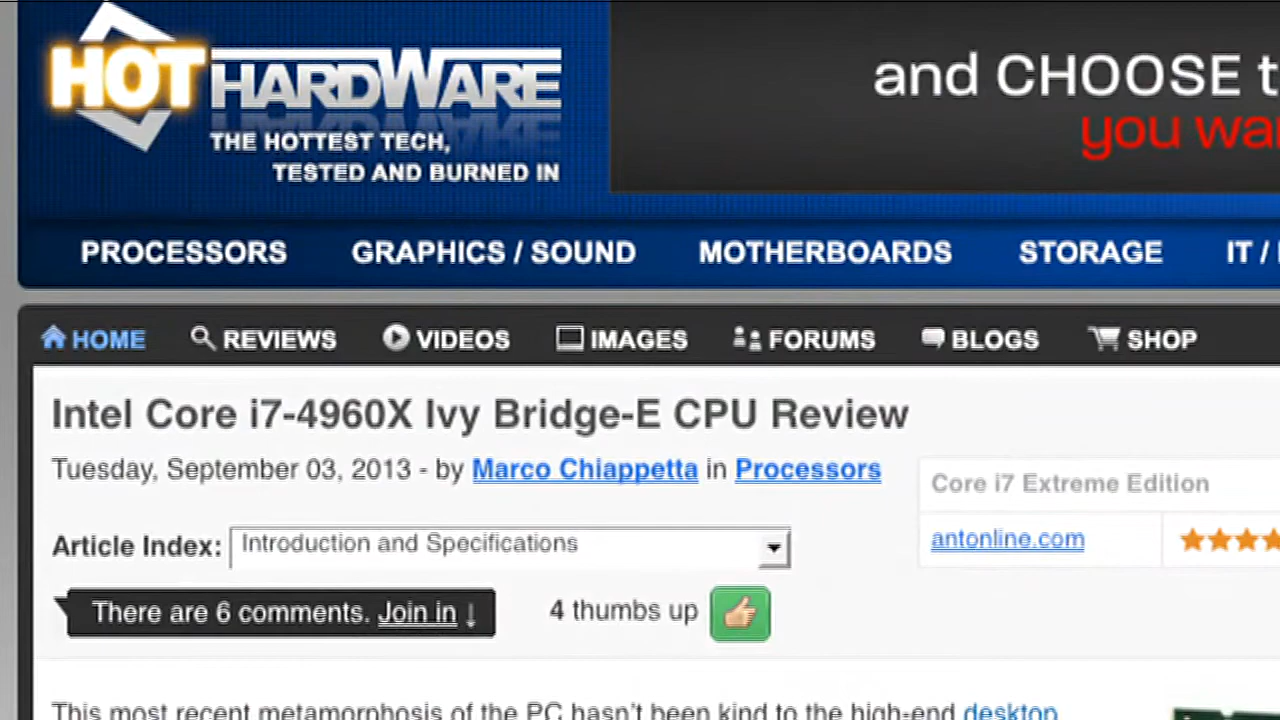 HOT HARDWARE
THE HOTTEST TECH,
TESTED AND BURNED IN
and CHOOSE t
you wa
PROCESSORS GRAPHICS / SOUND MOTHERBOARDS STORAGE IT /
HOME REVIEWS VIDEOS IMAGES FORUMS BLOGS SHOP
Intel Core i7-4960X Ivy Bridge-E CPU Review
Tuesday, September 03, 2013 - by Marco Chiappetta in Processors
Core i7 Extreme Edition
antonline.com
Article Index: Introduction and Specifications
There are 6 comments. Join in ↓ 4 thumbs up
This most recent metamorphosis of the PC hasn't been kind to the high-end desktop